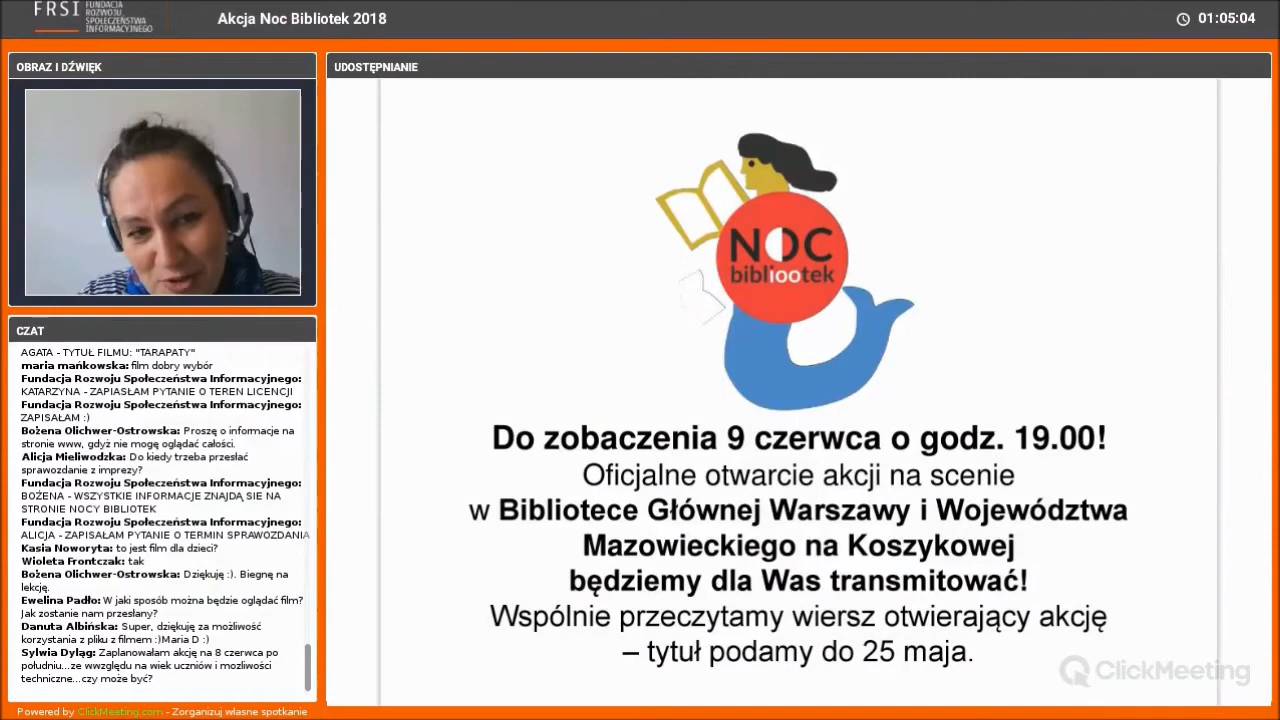 FRSI FUNDACJA
ROZWOJU
SPOŁECZEŃSTWA
INFORMACYJNEGO
Akcja Noc Bibliotek 2018
01:05:04
OBRAZ I DŹWIĘK
CZAT
AGATA - TYTUŁ FILMU: "TARAPATY"
maria mańkowska: film dobry wybór
Fundacja Rozwoju Społeczeństwa Informacyjnego:
KATARZYNA - ZAPIASŁAM PYTANIE O TEREN LICENCJI
Fundacja Rozwoju Społeczeństwa Informacyjnego:
ZAPISAŁAM :)
Bożena Olichwer-Ostrowska: Proszę o informacje na
stronie www, gdyż nie mogę oglądać całości.
Alicja Mieliwodzka: Do kiedy trzeba przesłać
sprawozdanie z imprezy?
Fundacja Rozwoju Społeczeństwa Informacyjnego:
BOŻENA - WSZYSTKIE INFORMACJE ZNAJDĄ SIE NA
STRONIE NOCY BIBLIOTEK
Fundacja Rozwoju Społeczeństwa Informacyjnego:
ALICJA - ZAPISAŁAM PYTANIE O TERMIN SPRAWOZDANIA
Kasia Noworyta: to jest film dla dzieci?
Wioleta Frontczak: tak
Bożena Olichwer-Ostrowska: Dziękuję :). Biegnę na
lekcję.
Ewelina Padło: W jaki sposób można będzie oglądać film?
Jak zostanie nam przesłany?
Danuta Albińska: Super, dziękuję za możliwość
korzystania z pliku z filmem :)Maria D :)
Sylwia Dyląg: Zaplanowałam akcję na 8 czerwca po
południu...ze wwzględu na wiek uczniów i mozliwości
techniczne...czy może być?
Powered by ClickMeeting.com - Zorganizuj własne spotkanie
UDOSTĘPNIANIE
NOC
bibliootek
Do zobaczenia 9 czerwca o godz. 19.00!
Oficjalne otwarcie akcji na scenie
w Bibliotece Głównej Warszawy i Województwa
Mazowieckiego na Koszykowej
będziemy dla Was transmitować!
Wspólnie przeczytamy wiersz otwierający akcję
– tytuł podamy do 25 maja.
ClickMeeting